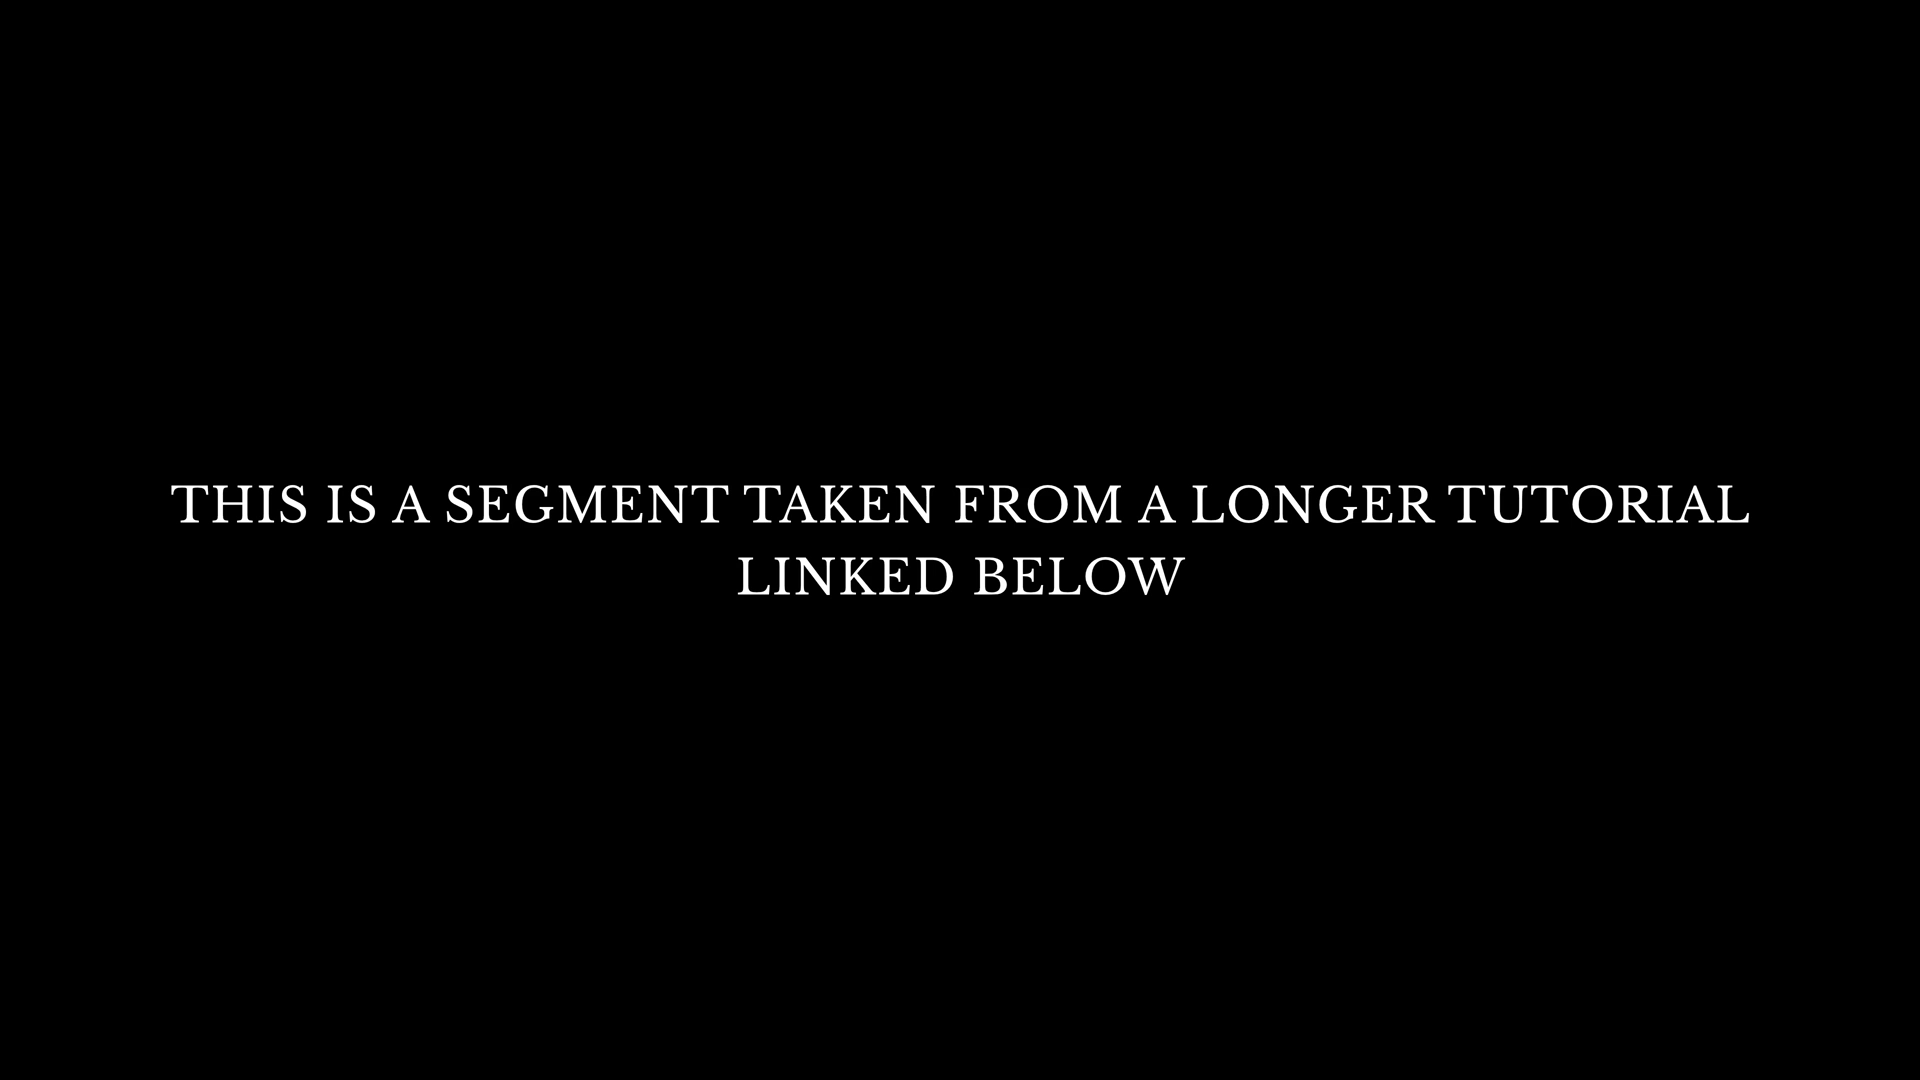 THIS IS A SEGMENT TAKEN FROM A LONGER TUTORIAL
LINKED BELOW